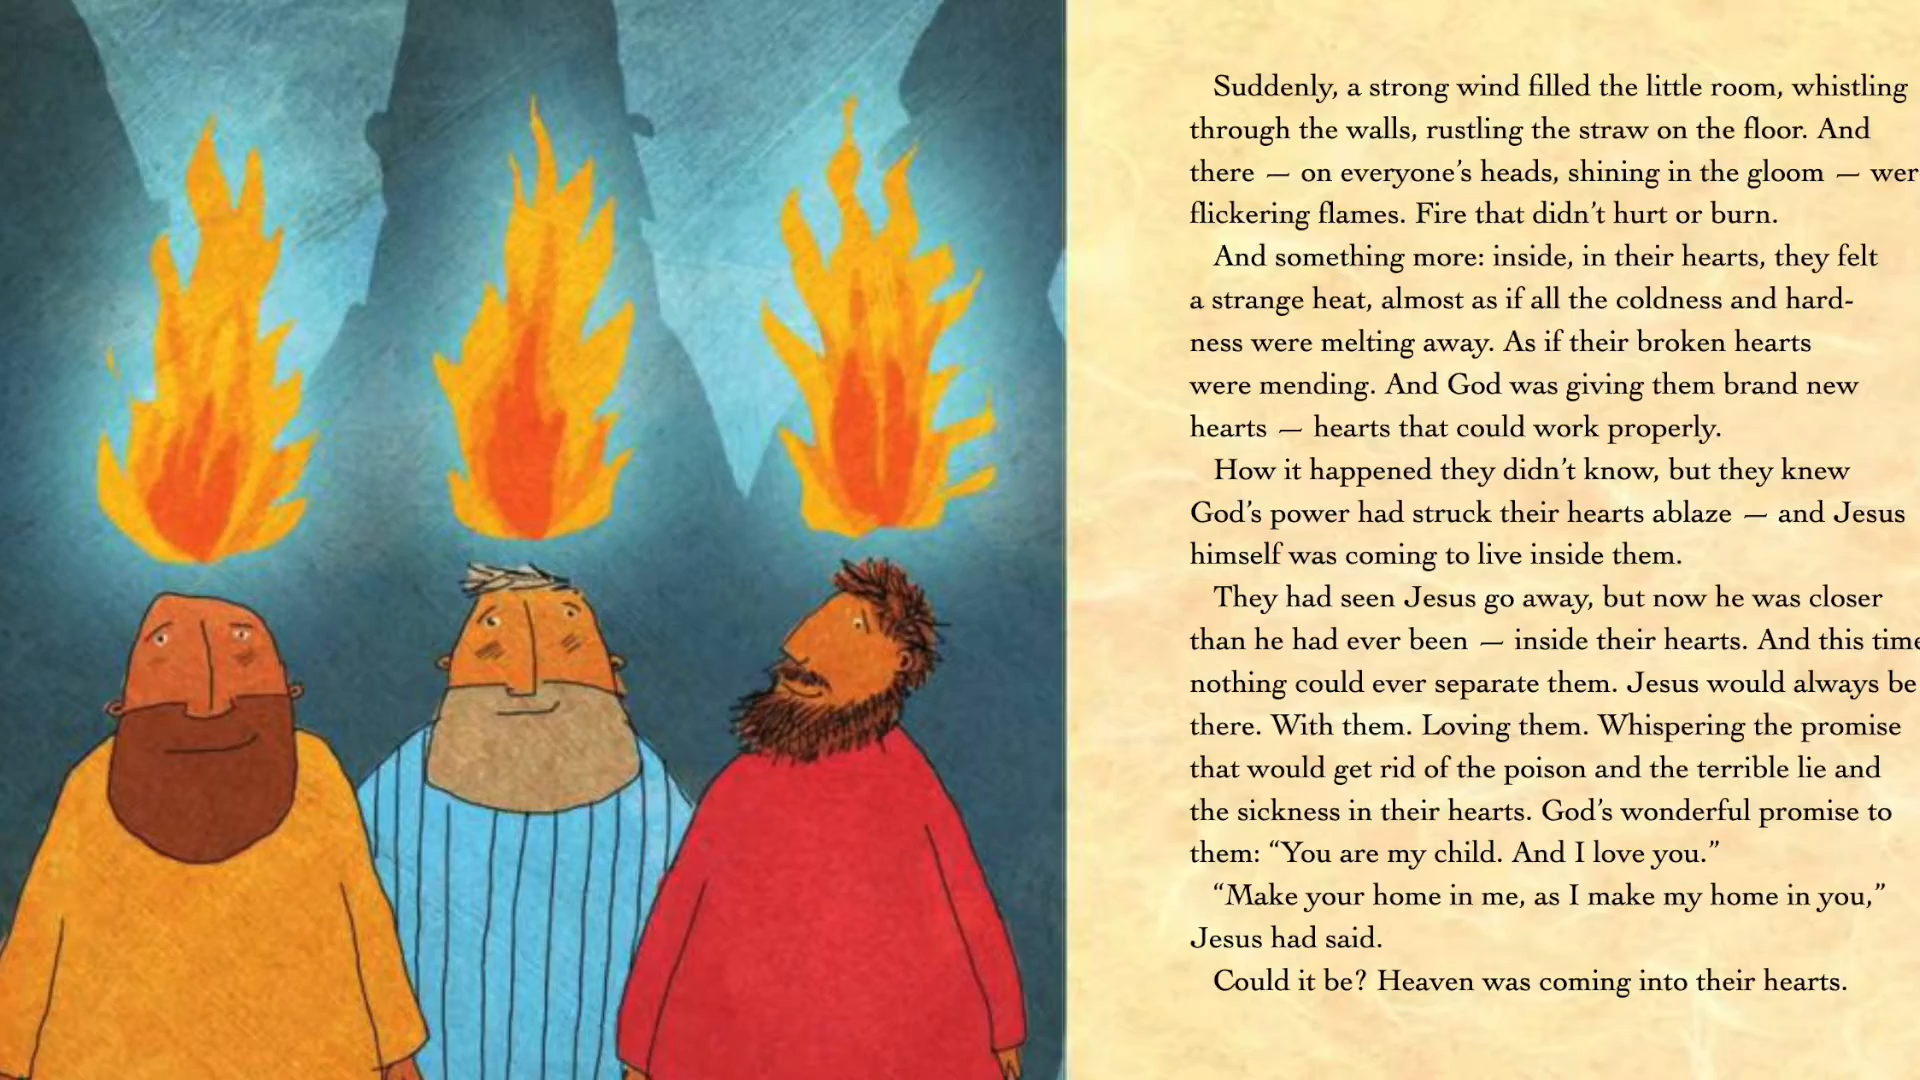 Suddenly, a strong wind filled the little room, whistling
through the walls, rustling the straw on the floor. And
there — on everyone’s heads, shining in the gloom — wer
flickering flames. Fire that didn’t hurt or burn.
And something more: inside, in their hearts, they felt
a strange heat, almost as if all the coldness and hard-
ness were melting away. As if their broken hearts
were mending. And God was giving them brand new
hearts — hearts that could work properly.
How it happened they didn’t know, but they knew
God’s power had struck their hearts ablaze — and Jesus
himself was coming to live inside them.
They had seen Jesus go away, but now he was closer
than he had ever been — inside their hearts. And this time
nothing could ever separate them. Jesus would always be
there. With them. Loving them. Whispering the promise
that would get rid of the poison and the terrible lie and
the sickness in their hearts. God’s wonderful promise to
them: “You are my child. And I love you.”
“Make your home in me, as I make my home in you,”
Jesus had said.
Could it be? Heaven was coming into their hearts.